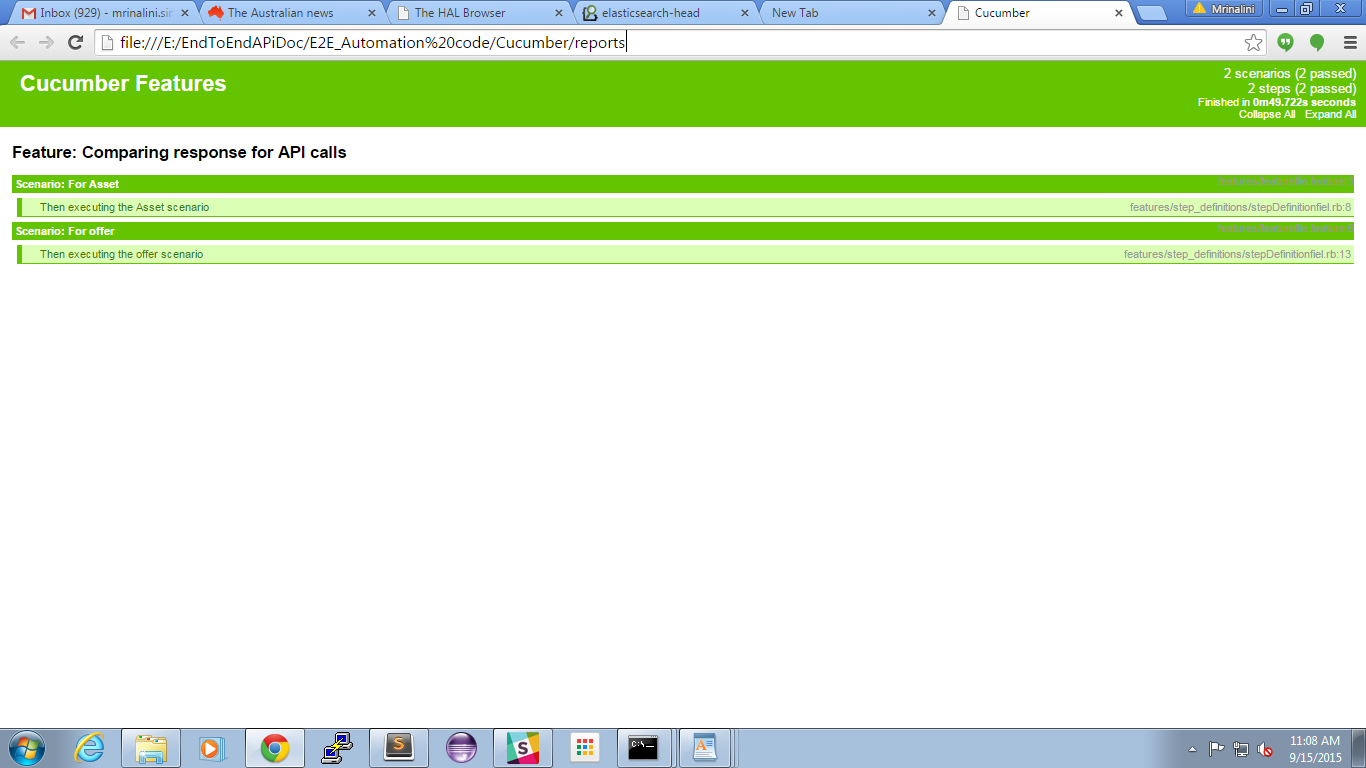 Inbox (929) - mrinalini.sir
The Australian news
The HAL Browser
elasticsearch-head
New Tab
Cucumber
Mrinalini
file:///E:/EndToEndAPiDoc/E2E_Automation%20code/Cucumber/reports
Cucumber Features
2 scenarios (2 passed)
2 steps (2 passed)
Finished in 0m49.722s seconds
Collapse All Expand All
Feature: Comparing response for API calls
Scenario: For Asset
Then executing the Asset scenario
features/step_definitions/stepDefinitionfiel.rb:8
Scenario: For offer
Then executing the offer scenario
features/step_definitions/stepDefinitionfiel.rb:13
11:08 AM
9/15/2015